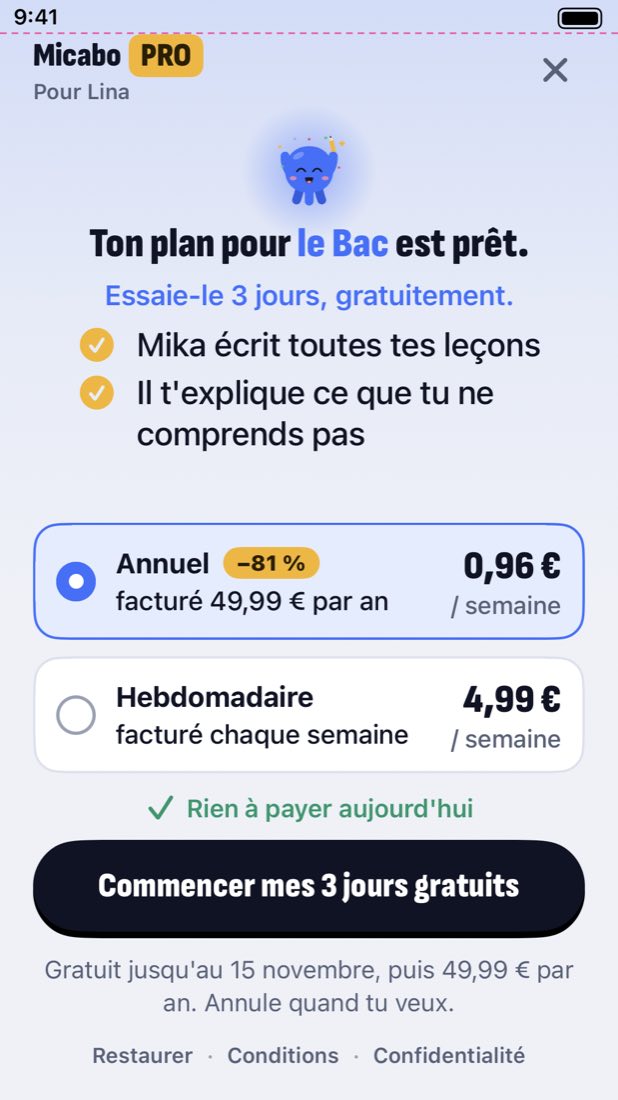 9:41
Micabo PRO
Pour Lina
Ton plan pour le Bac est prêt.
Essaie-le 3 jours, gratuitement.
Mika écrit toutes tes leçons
Il t'explique ce que tu ne
comprends pas
Annuel −81 %
facturé 49,99 € par an
0,96 €
/ semaine
Hebdomadaire
facturé chaque semaine
4,99 €
/ semaine
Rien à payer aujourd'hui
Commencer mes 3 jours gratuits
Gratuit jusqu'au 15 novembre, puis 49,99 € par
an. Annule quand tu veux.
Restaurer · Conditions · Confidentialité